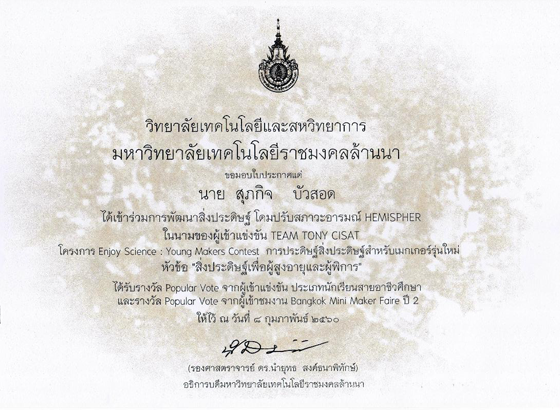 วิทยาลัยเทคโนโลยีและสหวิทยาการ
มหาวิทยาลัยเทคโนโลยีราชมงคลล้านนา
ขอมอบใบประกาศแด่
นาย สุภกิจ บัวสอด
ได้เข้าร่วมการพัฒนาสิ่งประดิษฐ์ โดมปรับสภาวะอารมณ์ HEMISPHER
ในนามของผู้เข้าแข่งขัน TEAM TONY CISAT
โครงการ Enjoy Science : Young Makers Contest การประดิษฐ์สิ่งประดิษฐ์สำหรับเมกเกอร์รุ่นใหม่
หัวข้อ "สิ่งประดิษฐ์เพื่อผู้สูงอายุและผู้พิการ"
ได้รับรางวัล Popular Vote จากผู้เข้าแข่งขัน ประเภทนักเรียนสายอาชีวศึกษา
และรางวัล Popular Vote จากผู้เข้าชมงาน Bangkok Mini Maker Faire ปี 2
ให้ไว้ ณ วันที่ ๘ กุมภาพันธ์ ๒๕๖๐
(รองศาสตราจารย์ ดร.นำยุทธ สงค์ธนาพิทักษ์)
อธิการบดีมหาวิทยาลัยเทคโนโลยีราชมงคลล้านนา